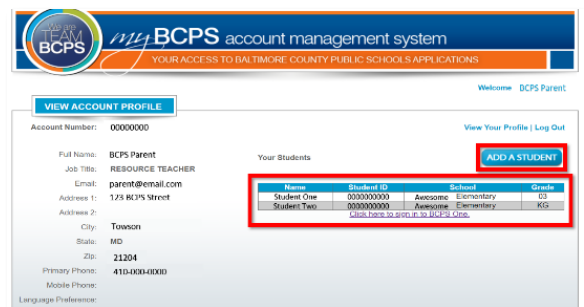 We are
TEAM
BCPS
my BCPS account management system
YOUR ACCESS TO BALTIMORE COUNTY PUBLIC SCHOOLS APPLICATIONS
Welcome BCPS Parent
VIEW ACCOUNT PROFILE
Account Number: 00000000
View Your Profile | Log Out
Full Name: BCPS Parent
Job Title: RESOURCE TEACHER
Email: parent@email.com
Address 1: 123 BCPS Street
Address 2:
City: Towson
State: MD
Zip: 21204
Primary Phone: 410-000-0000
Mobile Phone:
Language Preference:
Your Students
ADD A STUDENT
Name Student ID School Grade
Student One 0000000000 Awesome Elementary 03
Student Two 0000000000 Awesome Elementary KG
Click here to sign in to BCPS One.